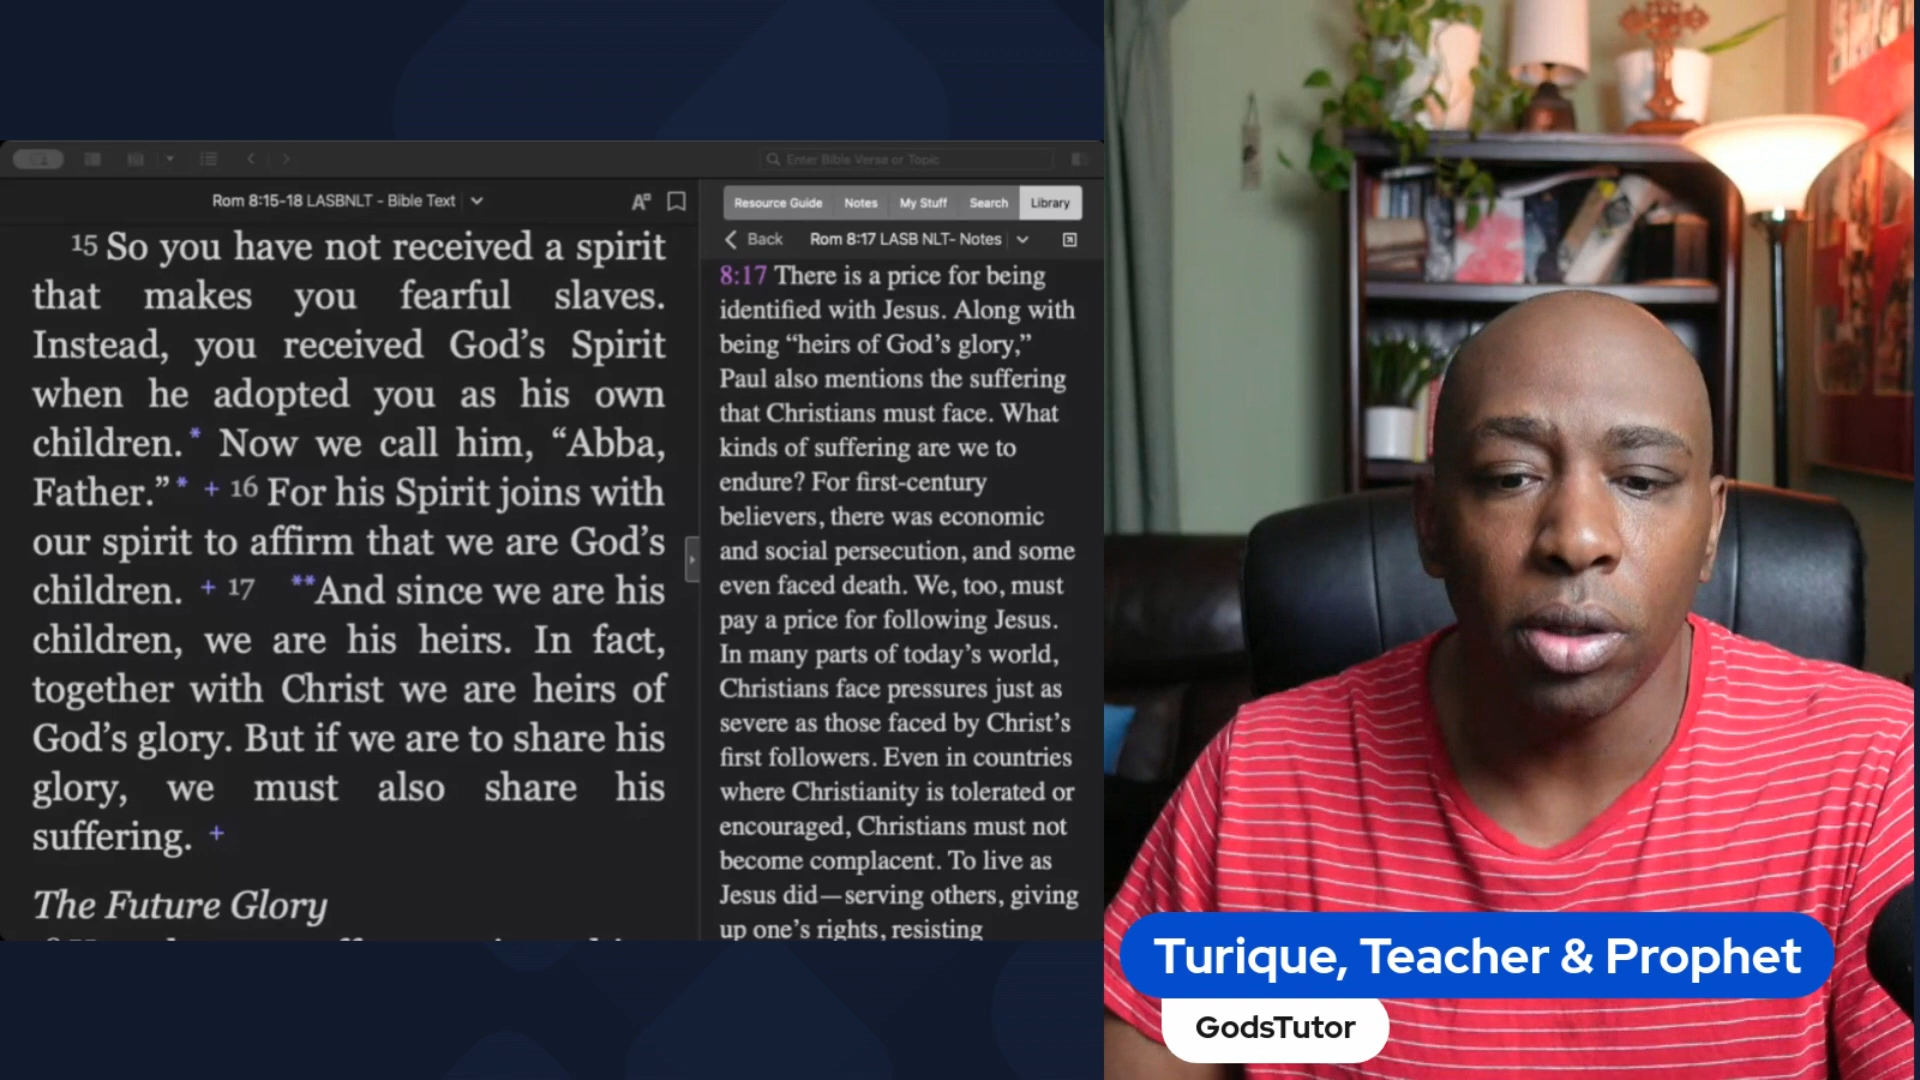 Enter Bible Verse or Topic
Rom 8:15-18 LASBNLT - Bible Text
15 So you have not received a spirit
that makes you fearful slaves.
Instead, you received God’s Spirit
when he adopted you as his own
children.* Now we call him, “Abba,
Father.”* + 16 For his Spirit joins with
our spirit to affirm that we are God’s
children. + 17 **And since we are his
children, we are his heirs. In fact,
together with Christ we are heirs of
God’s glory. But if we are to share his
glory, we must also share his
suffering. +
The Future Glory
Resource Guide Notes My Stuff Search Library
Back Rom 8:17 LASB NLT- Notes
8:17 There is a price for being
identified with Jesus. Along with
being “heirs of God’s glory,”
Paul also mentions the suffering
that Christians must face. What
kinds of suffering are we to
endure? For first-century
believers, there was economic
and social persecution, and some
even faced death. We, too, must
pay a price for following Jesus.
In many parts of today’s world,
Christians face pressures just as
severe as those faced by Christ’s
first followers. Even in countries
where Christianity is tolerated or
encouraged, Christians must not
become complacent. To live as
Jesus did—serving others, giving
up one’s rights, resisting
Turique, Teacher & Prophet
GodsTutor